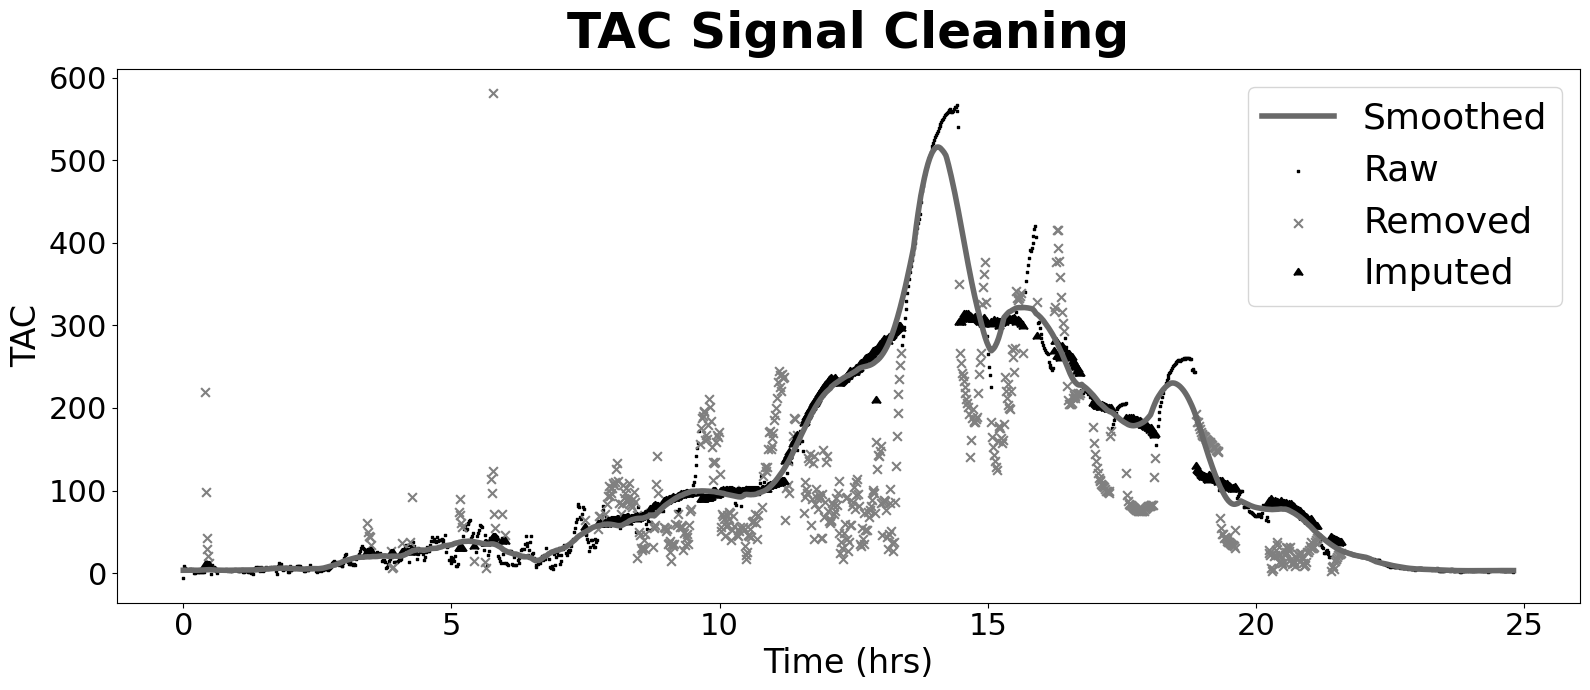 TAC Signal Cleaning
600
500
400
300
200
100
0
TAC
Smoothed
Raw
Removed
Imputed
0 5 10 15 20 25
Time (hrs)